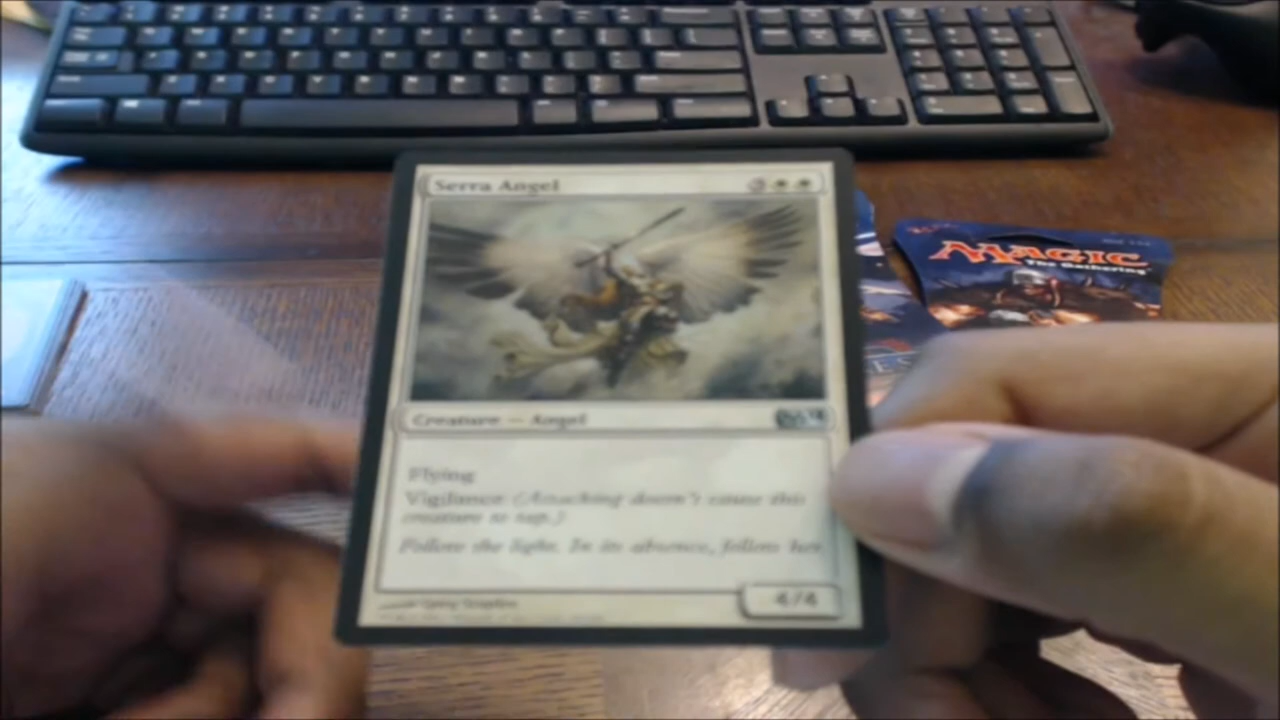 Serra Angel 3
MAGIC
The Gathering
Creature — Angel
Flying
Vigilance (Attacking doesn't cause this
creature to tap.)
Follow the light. In its absence, follow her.
4/4